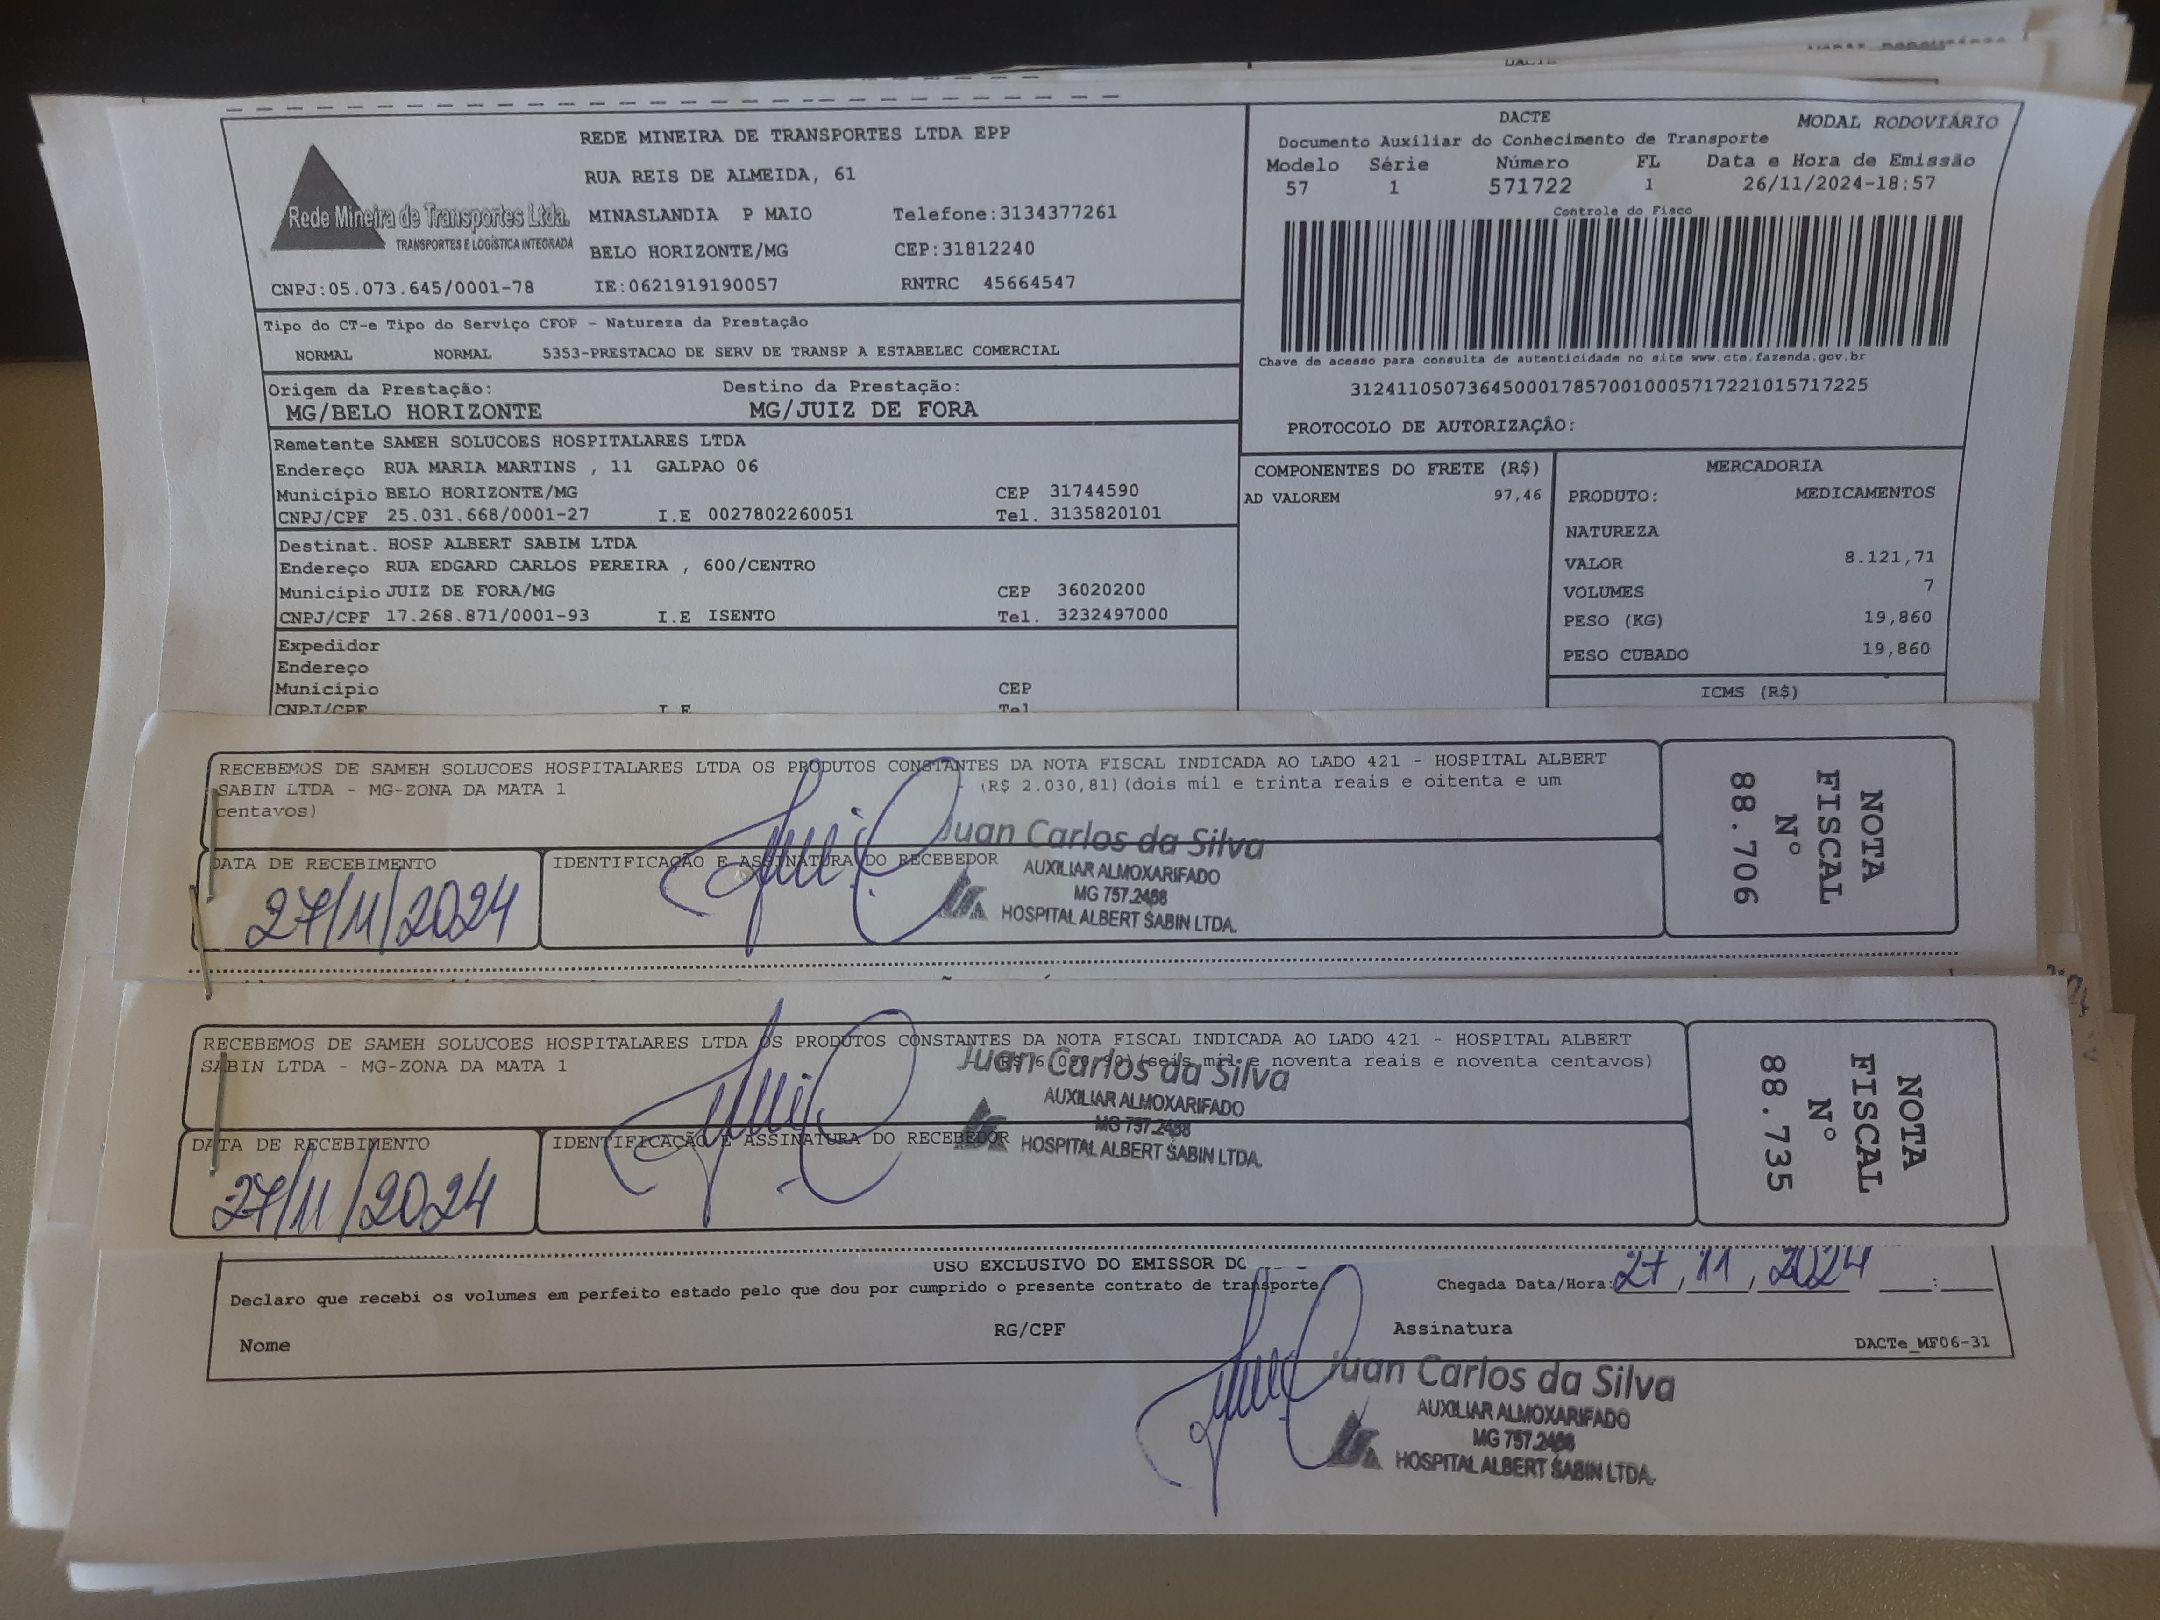 REDE MINEIRA DE TRANSPORTES LTDA EPP
RUA REIS DE ALMEIDA, 61
Rede Mineira de Transportes Ltda.
TRANSPORTES E LOGÍSTICA INTEGRADA
MINASLANDIA P MAIO Telefone:3134377261
BELO HORIZONTE/MG CEP:31812240
CNPJ:05.073.645/0001-78 IE:0621919190057 RNTRC 45664547
DACTE
MODAL RODOVIÁRIO
Documento Auxiliar do Conhecimento de Transporte
Modelo Série Número FL Data e Hora de Emissão
57 1 571722 1 26/11/2024-18:57
Controle do Fisco
Chave de acesso para consulta de autenticidade no site www.cte.fazenda.gov.br
31241105073645000178570010005717221015717225
PROTOCOLO DE AUTORIZAÇÃO:
Tipo do CT-e Tipo do Serviço CFOP - Natureza da Prestação
NORMAL NORMAL 5353-PRESTACAO DE SERV DE TRANSP A ESTABELEC COMERCIAL
Origem da Prestação: Destino da Prestação:
MG/BELO HORIZONTE MG/JUIZ DE FORA
Remetente SAMEH SOLUCOES HOSPITALARES LTDA
Endereço RUA MARIA MARTINS , 11 GALPAO 06
Município BELO HORIZONTE/MG CEP 31744590
CNPJ/CPF 25.031.668/0001-27 I.E 0027802260051 Tel. 3135820101
Destinat. HOSP ALBERT SABIM LTDA
Endereço RUA EDGARD CARLOS PEREIRA , 600/CENTRO
Município JUIZ DE FORA/MG CEP 36020200
CNPJ/CPF 17.268.871/0001-93 I.E ISENTO Tel. 3232497000
Expedidor
Endereço
Município CEP
CNPJ/CPF I.E Tel
COMPONENTES DO FRETE (R$)
AD VALOREM 97,46
MERCADORIA
PRODUTO: MEDICAMENTOS
NATUREZA
VALOR 8.121,71
VOLUMES 7
PESO (KG) 19,860
PESO CUBADO 19,860
ICMS (R$)
RECEBEMOS DE SAMEH SOLUCOES HOSPITALARES LTDA OS PRODUTOS CONSTANTES DA NOTA FISCAL INDICADA AO LADO 421 - HOSPITAL ALBERT
SABIN LTDA - MG-ZONA DA MATA 1 (R$ 2.030,81)(dois mil e trinta reais e oitenta e um
centavos)
DATA DE RECEBIMENTO IDENTIFICAÇÃO E ASSINATURA DO RECEBEDOR
27/11/2024
Juan Carlos da Silva
AUXILIAR ALMOXARIFADO
MG 757.2468
HOSPITAL ALBERT SABIN LTDA.
NOTA
FISCAL
Nº
88.706
RECEBEMOS DE SAMEH SOLUCOES HOSPITALARES LTDA OS PRODUTOS CONSTANTES DA NOTA FISCAL INDICADA AO LADO 421 - HOSPITAL ALBERT
SABIN LTDA - MG-ZONA DA MATA 1 (seis mil e noventa reais e noventa centavos)
DATA DE RECEBIMENTO IDENTIFICAÇÃO E ASSINATURA DO RECEBEDOR
27/11/2024
Juan Carlos da Silva
AUXILIAR ALMOXARIFADO
MG 757.2468
HOSPITAL ALBERT SABIN LTDA.
NOTA
FISCAL
Nº
88.735
USO EXCLUSIVO DO EMISSOR DO
Declaro que recebi os volumes em perfeito estado pelo que dou por cumprido o presente contrato de transporte
Chegada Data/Hora: 27, 11, 2024 :
Nome RG/CPF Assinatura DACTe_MF06-31
Juan Carlos da Silva
AUXILIAR ALMOXARIFADO
MG 757.2468
HOSPITAL ALBERT SABIN LTDA.